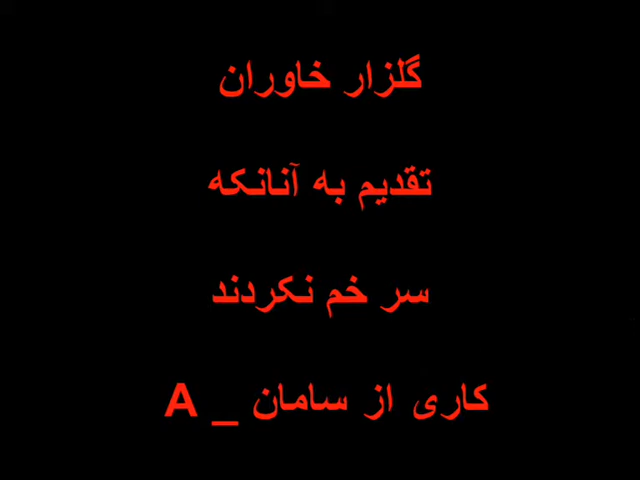 گلزار خاوران
تقدیم به آنانکه
سر خم نکردند
کاری از سامان _ A